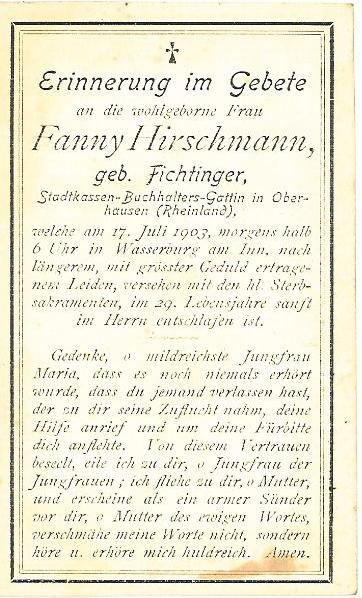 Erinnerung im Gebete
an die wohlgeborne Frau
Fanny Hirschmann,
geb. Fichtinger,
Stadtkassen-Buchhalters-Gattin in Ober-
hausen (Rheinland),
welche am 17. Juli 1903, morgens halb
6 Uhr in Wasserburg am Inn, nach
längerem, mit grösster Geduld ertrage-
nem Leiden, versehen mit den hl. Sterb-
sakramenten, im 29. Lebensjahre sanft
im Herrn entschlafen ist.
Gedenke, o mildreichste Jungfrau
Maria, dass es noch niemals erhört
wurde, dass du jemand verlassen hast,
der zu dir seine Zuflucht nahm, deine
Hilfe anrief und um deine Fürbitte
dich anflehte. Von diesem Vertrauen
beseelt, eile ich zu dir, o Jungfrau der
Jungfrauen; ich fliehe zu dir, o Mutter,
und erscheine als ein armer Sünder
vor dir, o Mutter des ewigen Wortes,
verschmähe meine Worte nicht, sondern
höre u. erhöre mich huldreich. Amen.